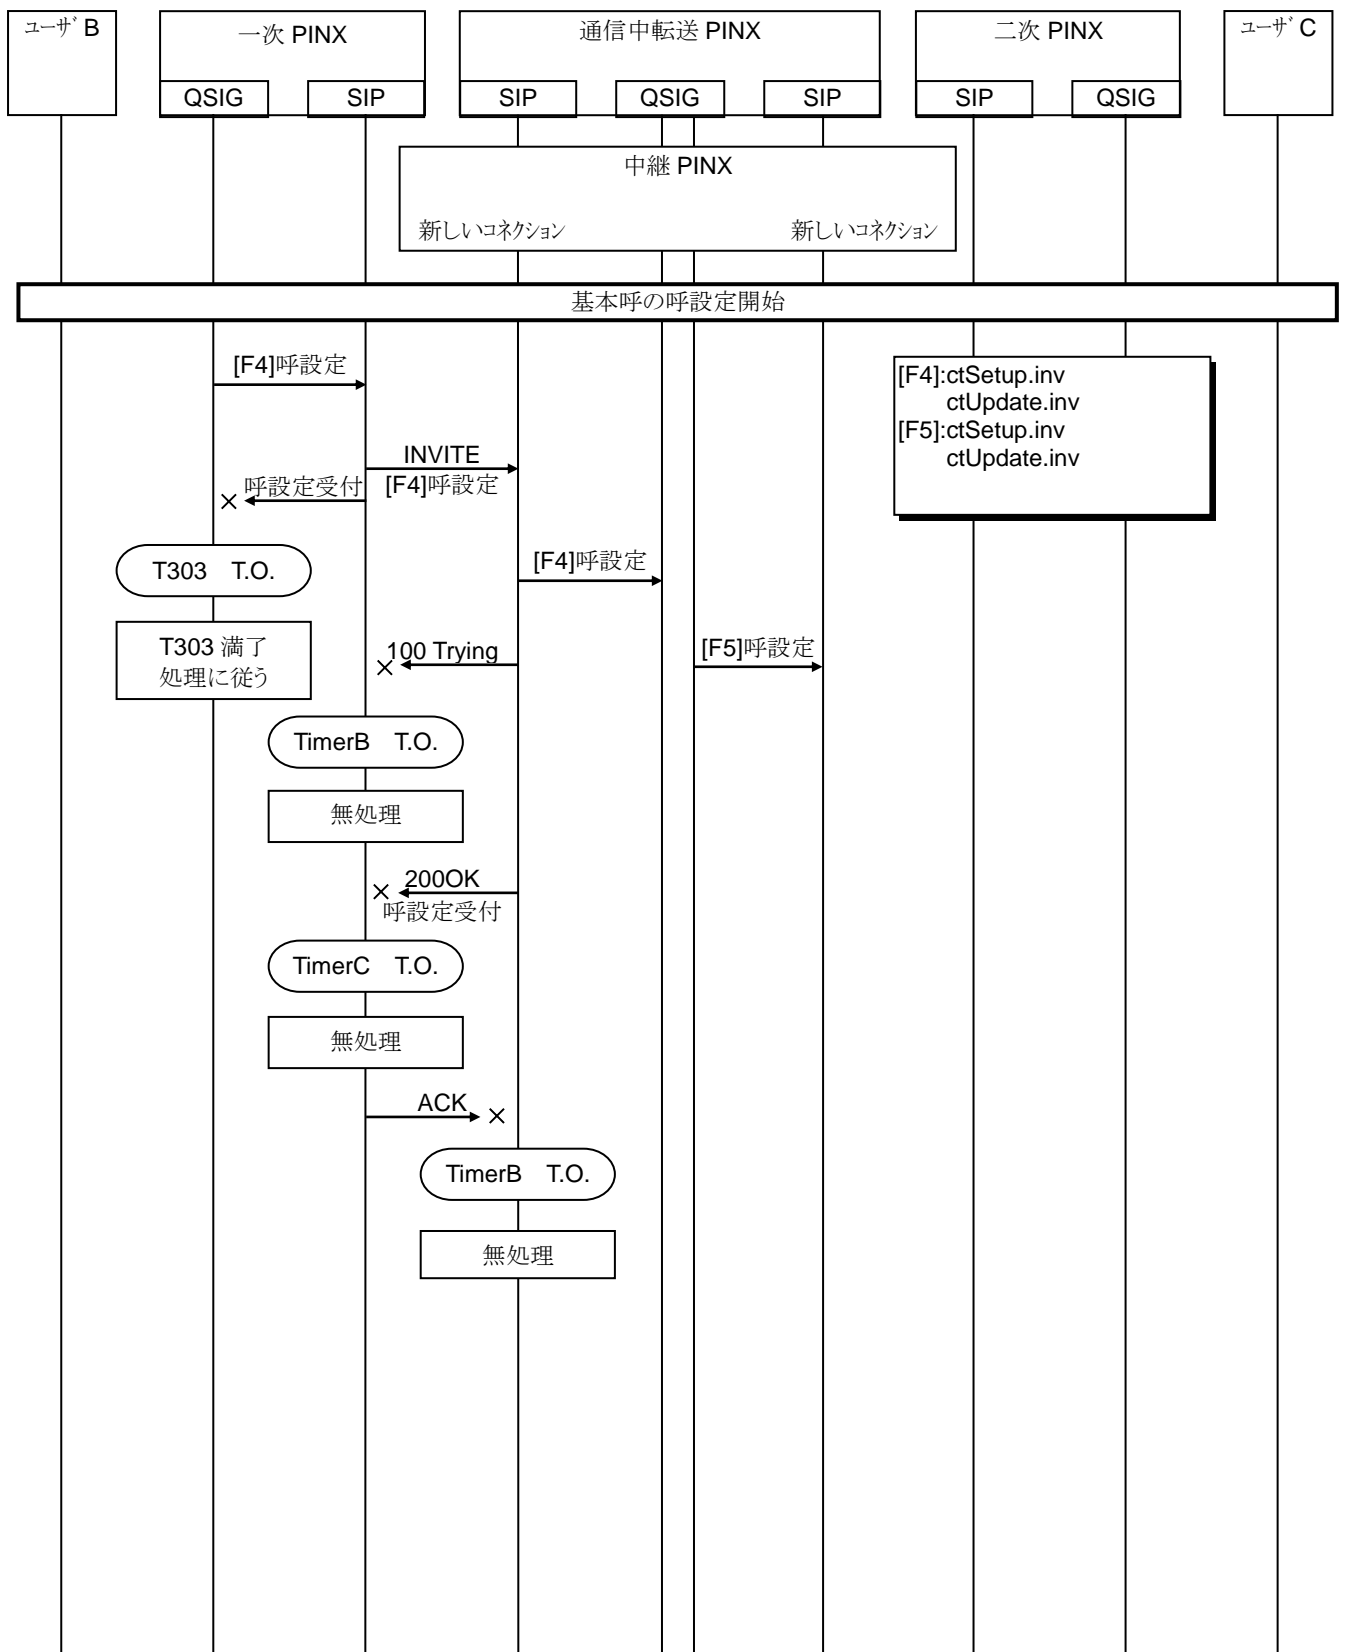 ユーザB
一次 PINX
通信中転送 PINX
二次 PINX
ユーザC
QSIG
SIP
SIP
QSIG
SIP
SIP
QSIG
中継 PINX
新しいコネクション
新しいコネクション
基本呼の呼設定開始
[F4]呼設定
[F4]:ctSetup.inv
ctUpdate.inv
[F5]:ctSetup.inv
ctUpdate.inv
INVITE
[F4]呼設定
呼設定受付
[F4]呼設定
T303 T.O.
T303 満了
処理に従う
100 Trying
[F5]呼設定
TimerB T.O.
無処理
200OK
呼設定受付
TimerC T.O.
無処理
ACK
TimerB T.O.
無処理